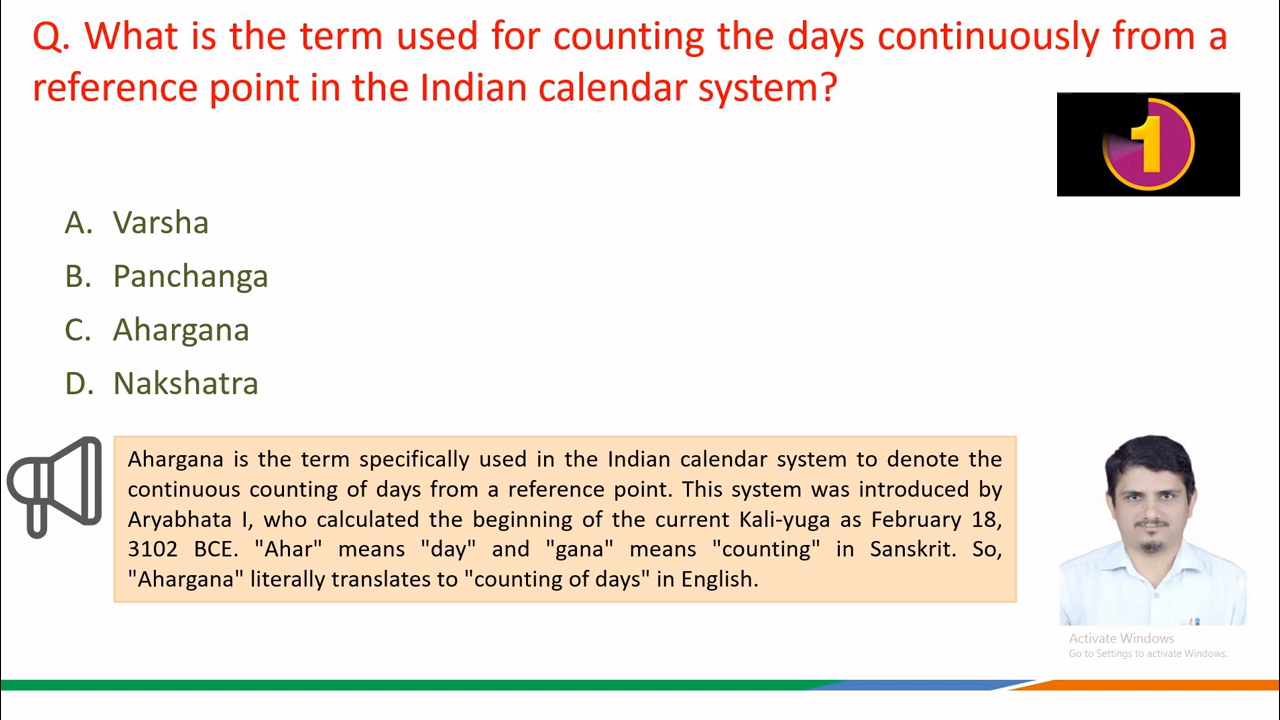 Q. What is the term used for counting the days continuously from a
reference point in the Indian calendar system?
1
A. Varsha
B. Panchanga
C. Ahargana
D. Nakshatra
Ahargana is the term specifically used in the Indian calendar system to denote the
continuous counting of days from a reference point. This system was introduced by
Aryabhata I, who calculated the beginning of the current Kali-yuga as February 18,
3102 BCE. "Ahar" means "day" and "gana" means "counting" in Sanskrit. So,
"Ahargana" literally translates to "counting of days" in English.
Activate Windows
Go to Settings to activate Windows.